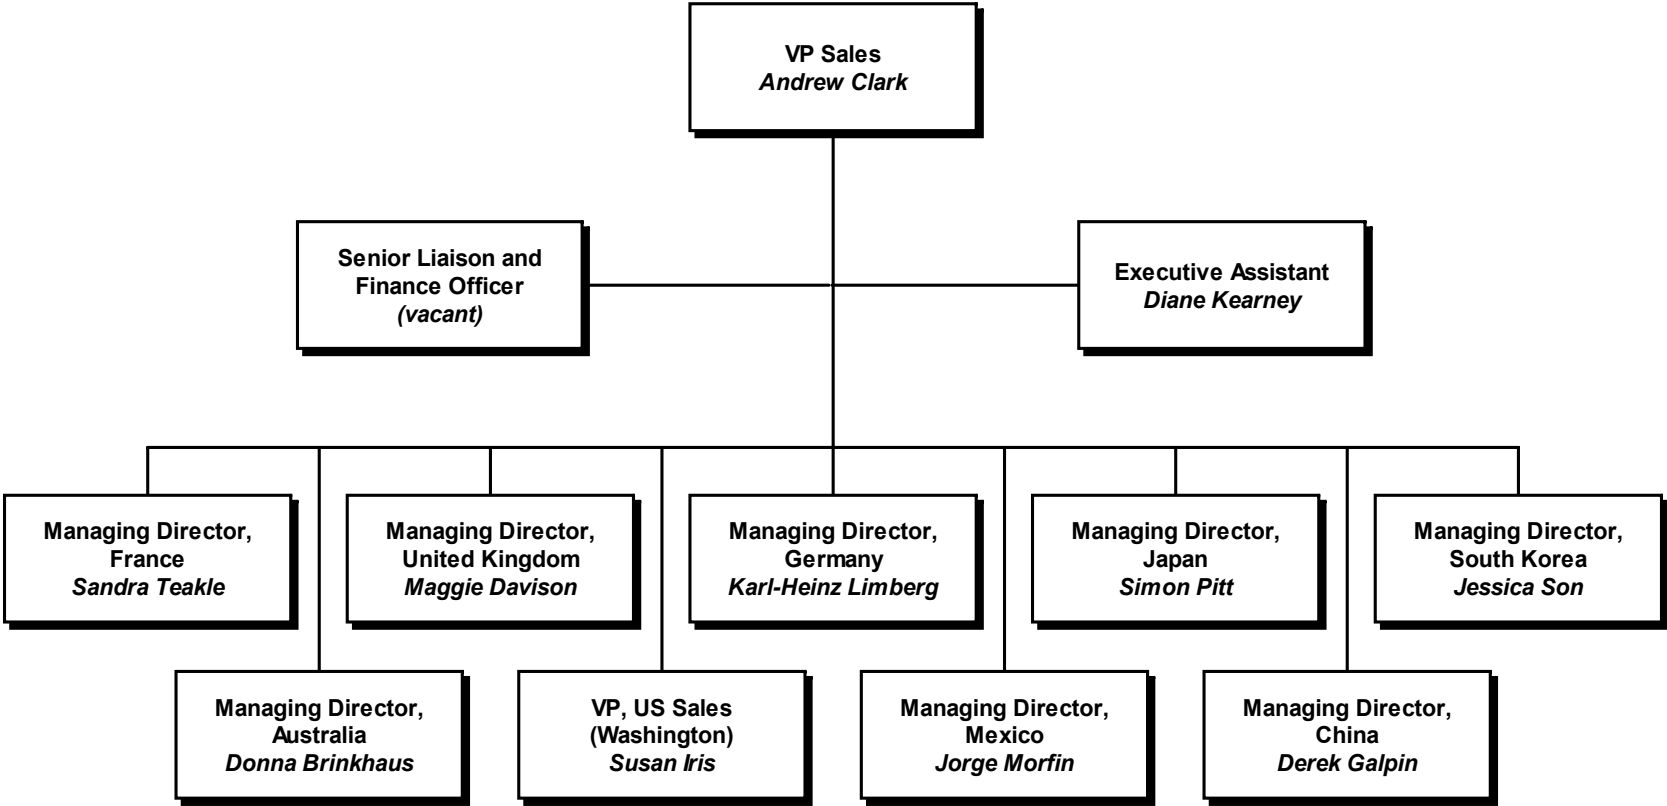 VP Sales
Andrew Clark
Senior Liaison and
Finance Officer
(vacant)
Executive Assistant
Diane Kearney
Managing Director,
France
Sandra Teakle
Managing Director,
United Kingdom
Maggie Davison
Managing Director,
Germany
Karl-Heinz Limberg
Managing Director,
Japan
Simon Pitt
Managing Director,
South Korea
Jessica Son
Managing Director,
Australia
Donna Brinkhaus
VP, US Sales
(Washington)
Susan Iris
Managing Director,
Mexico
Jorge Morfin
Managing Director,
China
Derek Galpin